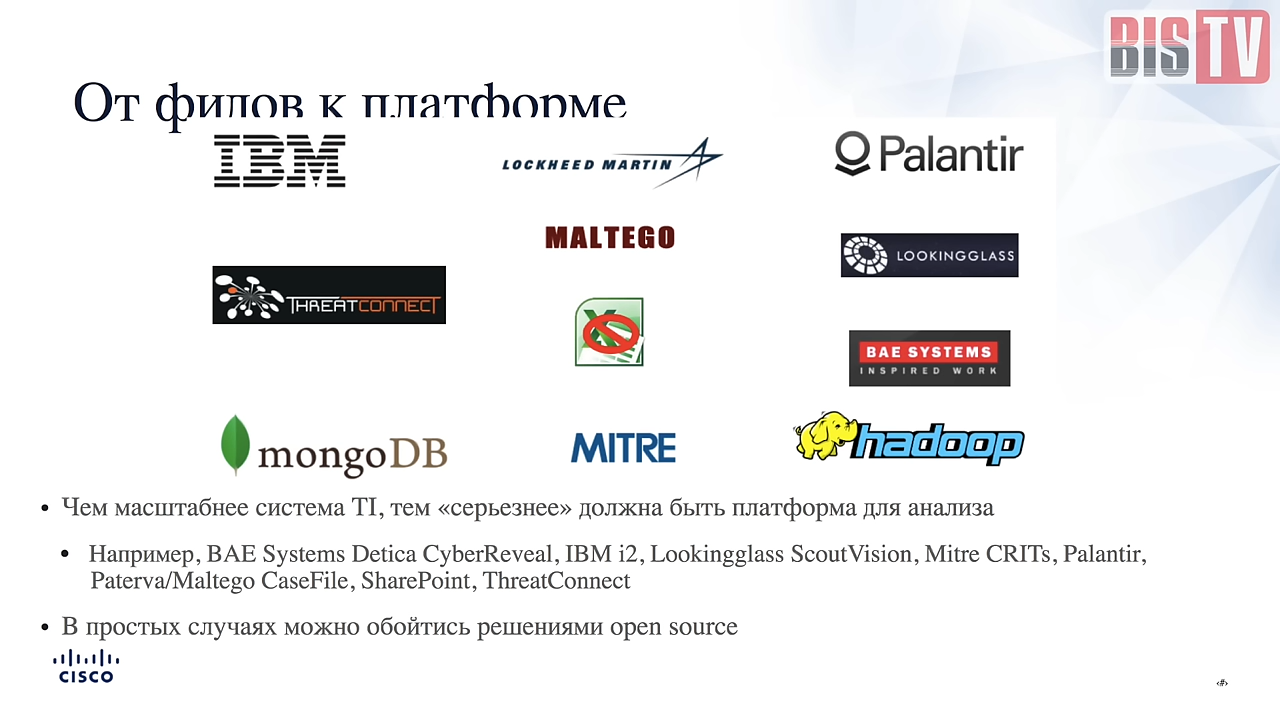 BIS TV
От фидов к платформе
IBM
LOCKHEED MARTIN
Palantir
MALTEGO
LOOKINGGLASS
THREATCONNECT
BAE SYSTEMS
INSPIRED WORK
mongoDB
MITRE
hadoop
• Чем масштабнее система TI, тем «серьезнее» должна быть платформа для анализа
• Например, BAE Systems Detica CyberReveal, IBM i2, Lookingglass ScoutVision, Mitre CRITs, Palantir,
Paterva/Maltego CaseFile, SharePoint, ThreatConnect
• В простых случаях можно обойтись решениями open source
CISCO
‹#›